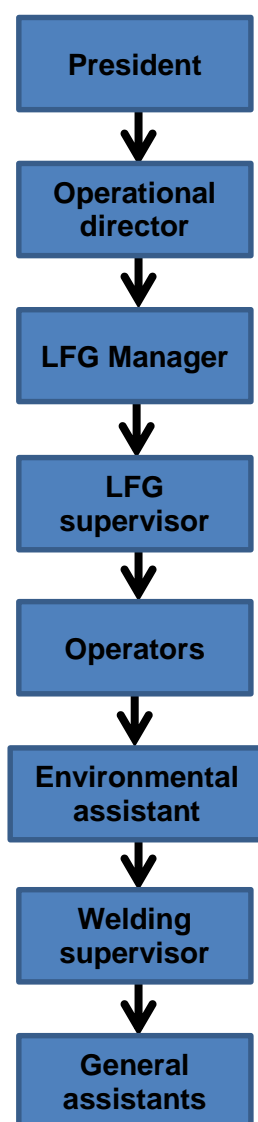 President
Operational
director
LFG Manager
LFG
supervisor
Operators
Environmental
assistant
Welding
supervisor
General
assistants